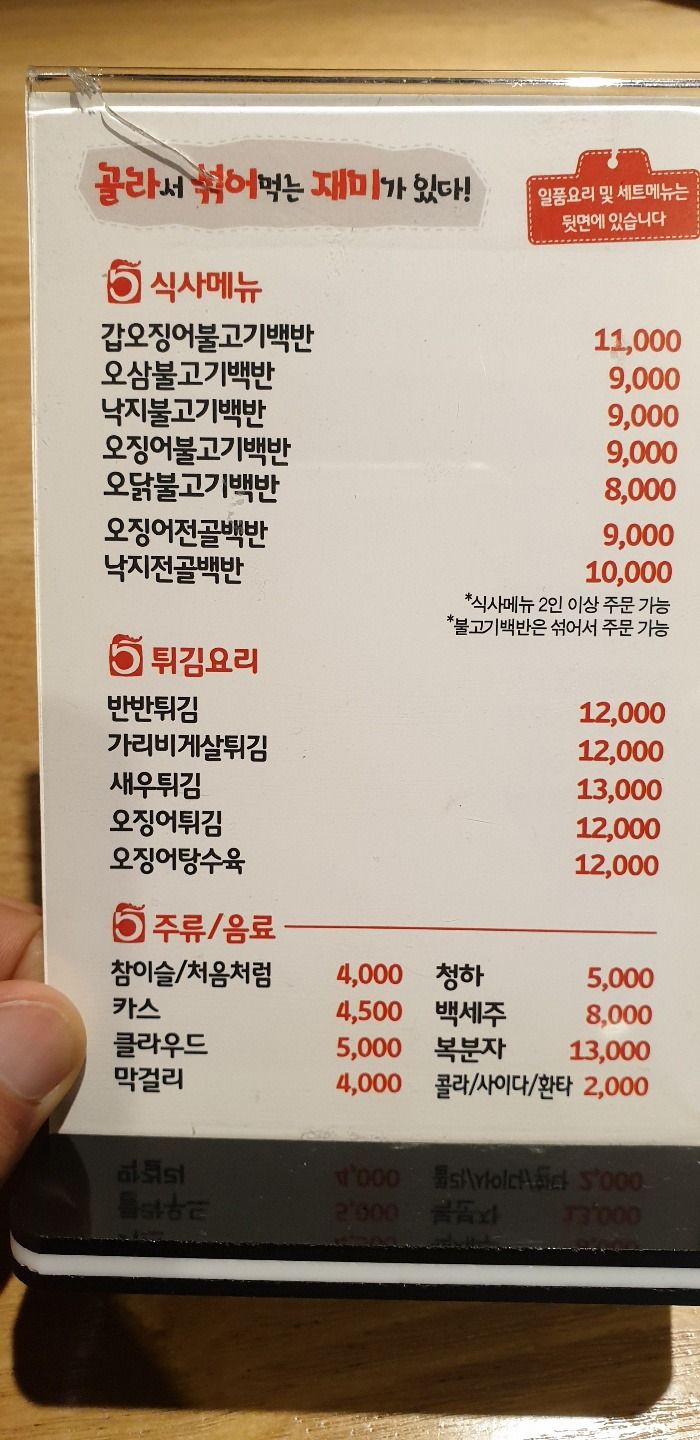 골라서 섞어먹는 재미가 있다!
일품요리 및 세트메뉴는
뒷면에 있습니다
식사메뉴
갑오징어불고기백반 11,000
오삼불고기백반 9,000
낙지불고기백반 9,000
오징어불고기백반 9,000
오닭불고기백반 8,000
오징어전골백반 9,000
낙지전골백반 10,000
*식사메뉴 2인 이상 주문 가능
*불고기백반은 섞어서 주문 가능
튀김요리
반반튀김 12,000
가리비게살튀김 12,000
새우튀김 13,000
오징어튀김 12,000
오징어탕수육 12,000
주류/음료
참이슬/처음처럼 4,000 청하 5,000
카스 4,500 백세주 8,000
클라우드 5,000 복분자 13,000
막걸리 4,000 콜라/사이다/환타 2,000